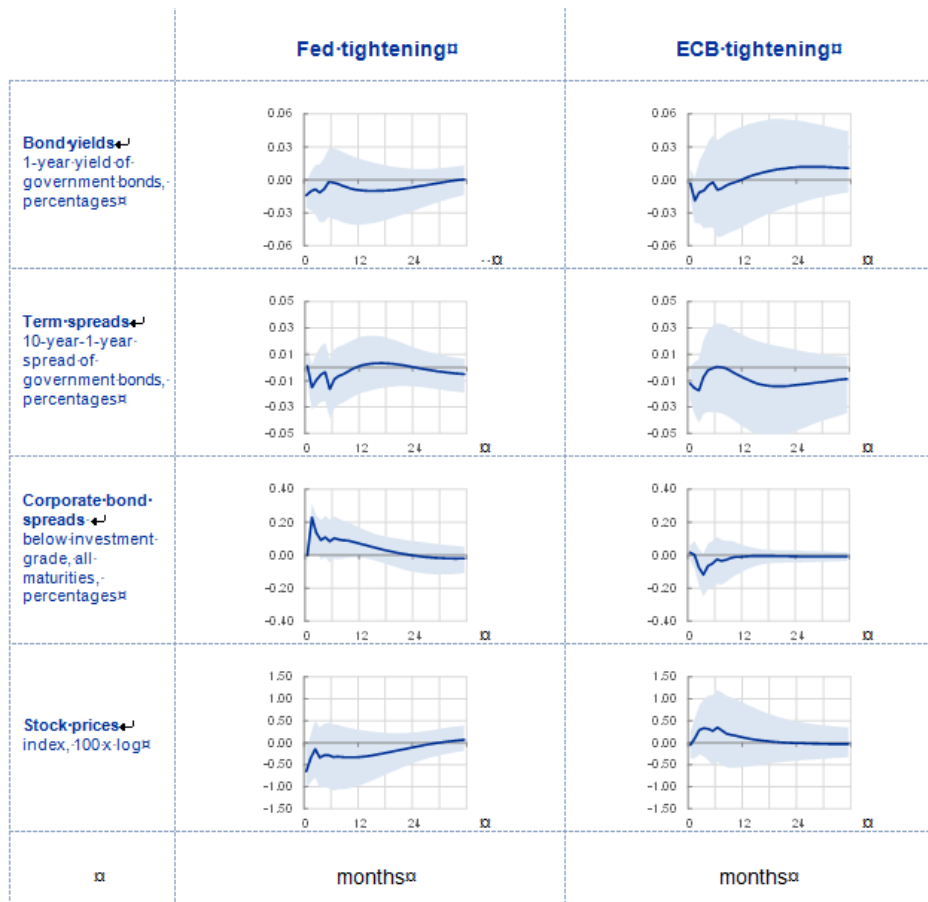 Fed·tightening¤
ECB·tightening¤
Bond·yields↵
1-year·yield·of·
government·bonds,·
percentages¤
0.06
0.03
0.00
-0.03
-0.06
0 12 24 ··¤
0.06
0.03
0.00
-0.03
-0.06
0 12 24 ¤
Term·spreads↵
10-year-1-year·
spread·of·
government·bonds,·
percentages¤
0.05
0.03
0.01
-0.01
-0.03
-0.05
0 12 24 ¤
0.05
0.03
0.01
-0.01
-0.03
-0.05
0 12 24 ¤
Corporate·bond·
spreads·↵
below·investment·
grade,·all·
maturities,·
percentages¤
0.40
0.20
0.00
-0.20
-0.40
0 12 24 ¤
0.40
0.20
0.00
-0.20
-0.40
0 12 24 ¤
Stock·prices↵
index,·100·x·log¤
1.50
1.00
0.50
0.00
-0.50
-1.00
-1.50
0 12 24 ¤
1.50
1.00
0.50
0.00
-0.50
-1.00
-1.50
0 12 24 ¤
¤
months¤
months¤